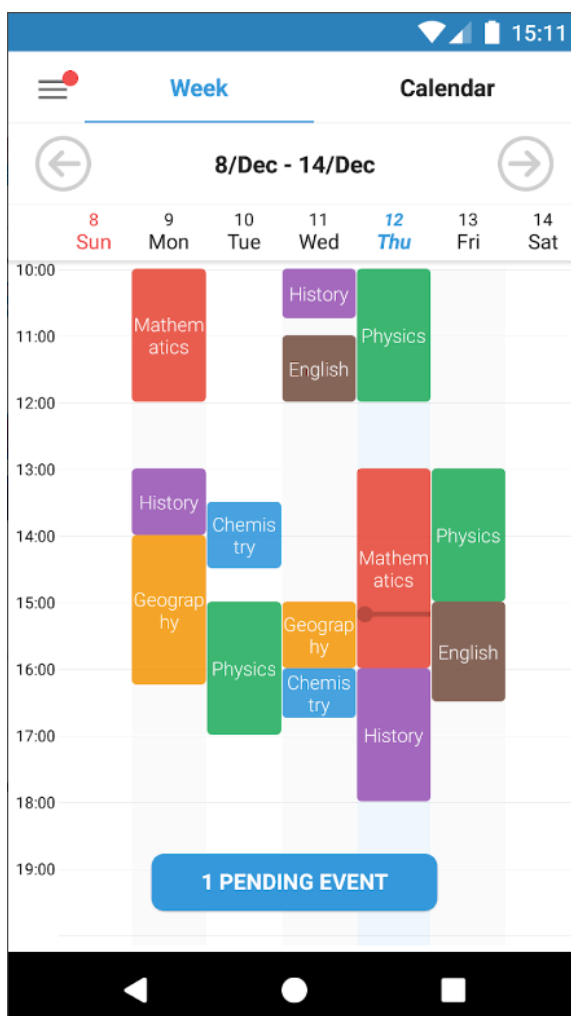 15:11
Week Calendar
8/Dec - 14/Dec
8 9 10 11 12 13 14
Sun Mon Tue Wed Thu Fri Sat
10:00
History
Mathem
atics
11:00
Physics
English
12:00
13:00
History
Chemis
try
14:00
Physics
Mathem
atics
15:00
Geograp
hy
Geograp
hy
English
16:00
Physics
Chemis
try
17:00
History
18:00
19:00
1 PENDING EVENT